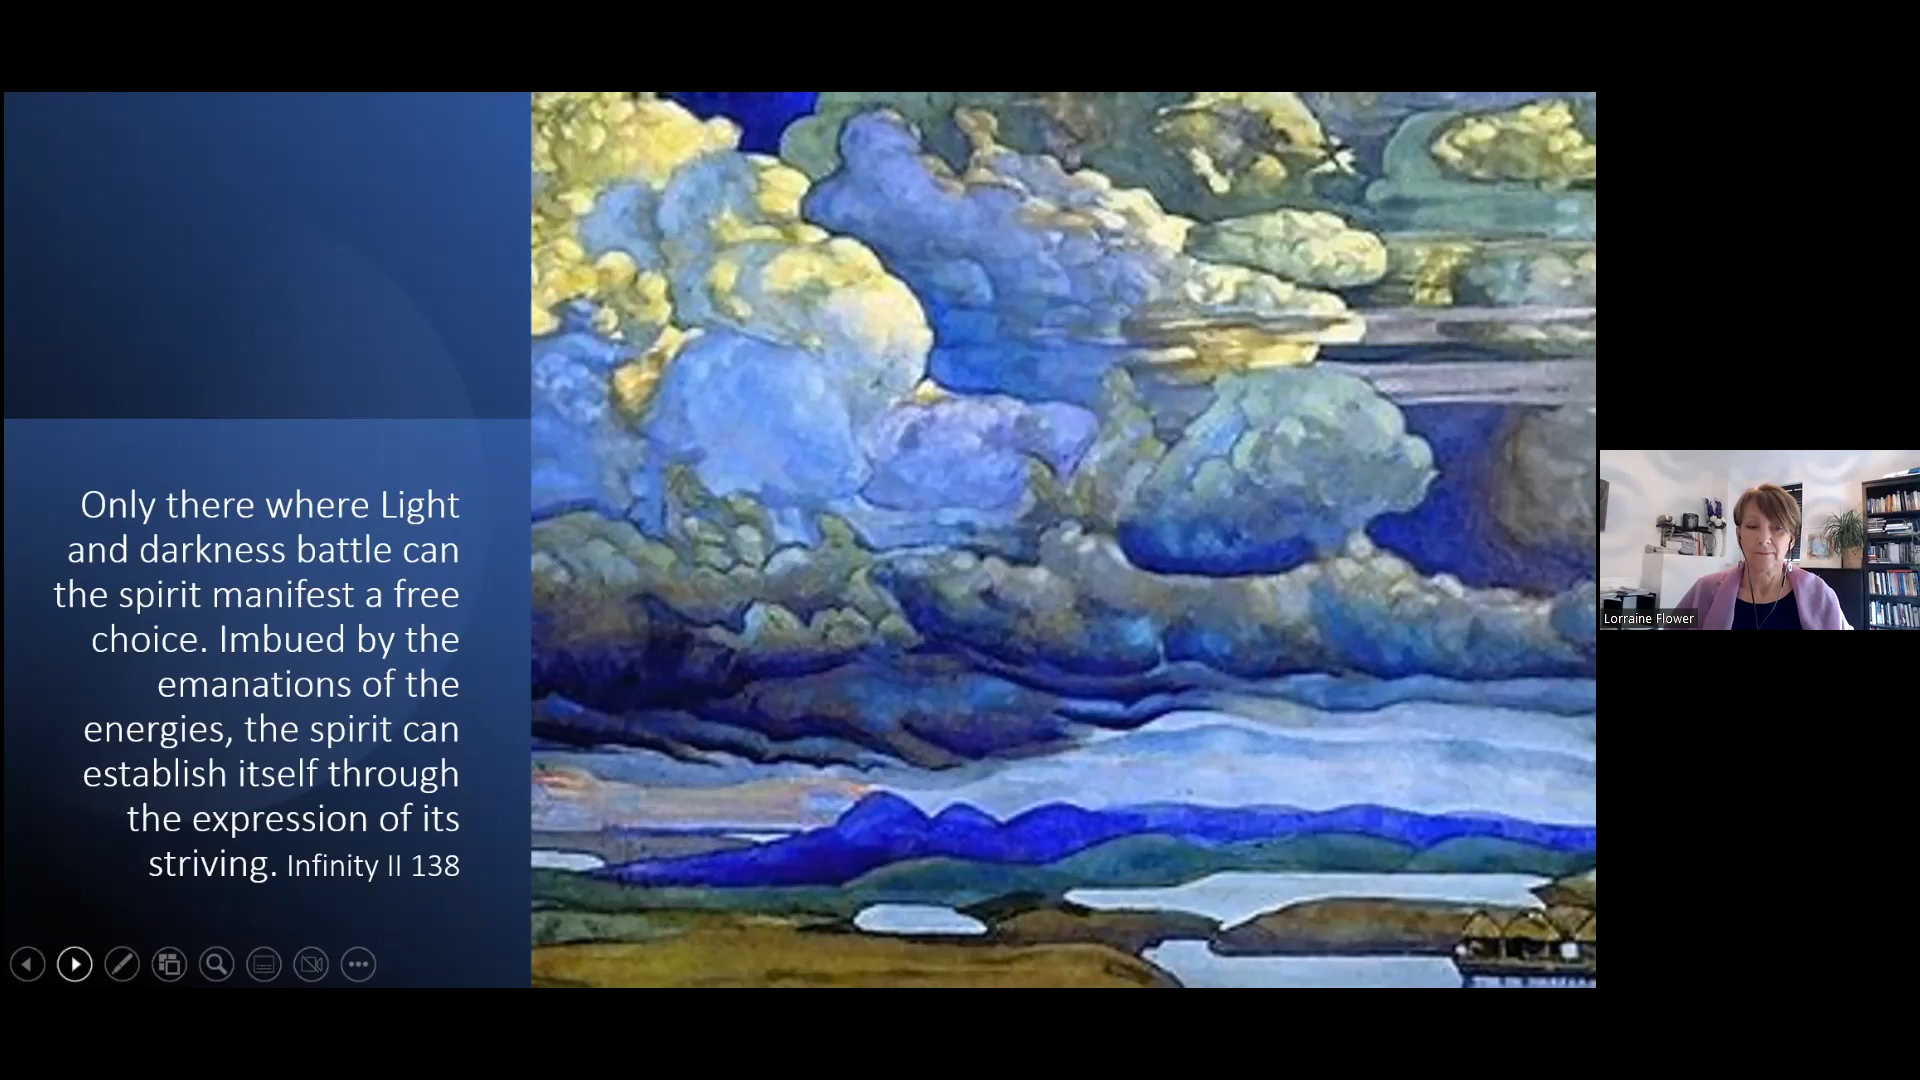 Only there where Light
and darkness battle can
the spirit manifest a free
choice. Imbued by the
emanations of the
energies, the spirit can
establish itself through
the expression of its
striving. Infinity II 138
Lorraine Flower